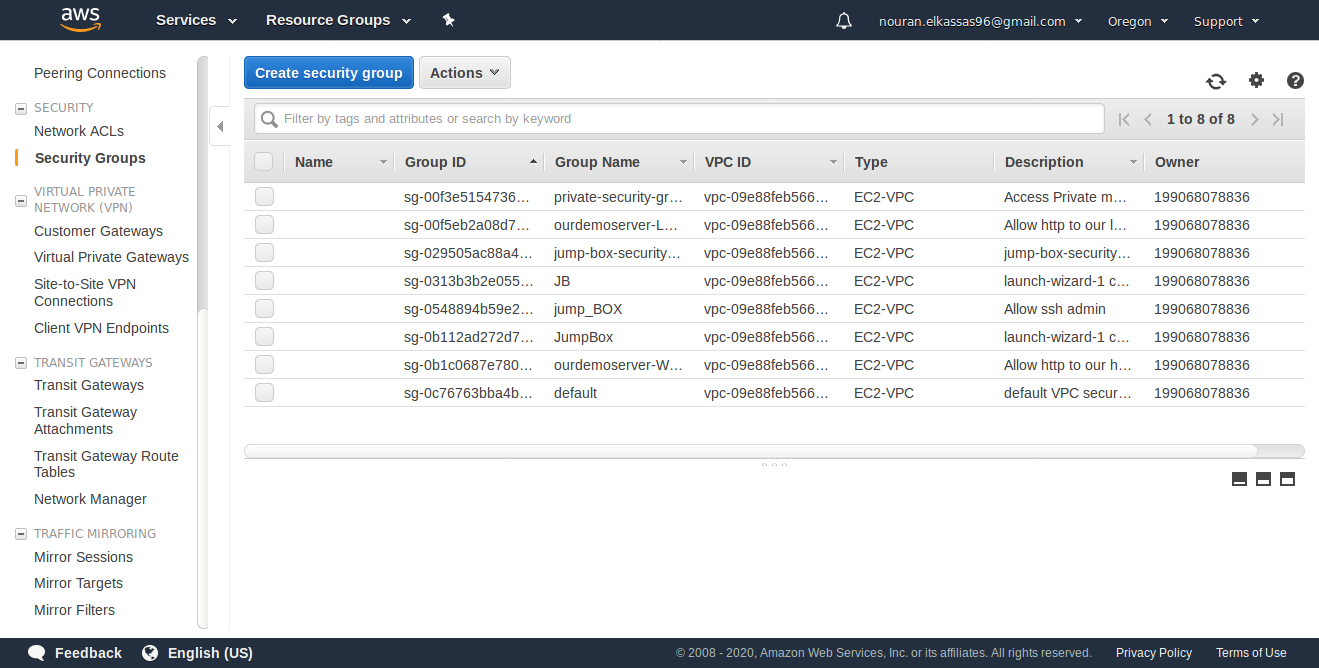 aws Services Resource Groups nouran.elkassas96@gmail.com Oregon Support
Peering Connections
SECURITY
Network ACLs
Security Groups
VIRTUAL PRIVATE
NETWORK (VPN)
Customer Gateways
Virtual Private Gateways
Site-to-Site VPN
Connections
Client VPN Endpoints
TRANSIT GATEWAYS
Transit Gateways
Transit Gateway
Attachments
Transit Gateway Route
Tables
Network Manager
TRAFFIC MIRRORING
Mirror Sessions
Mirror Targets
Mirror Filters
Create security group Actions
Filter by tags and attributes or search by keyword 1 to 8 of 8
Name Group ID Group Name VPC ID Type Description Owner
sg-00f3e5154736... private-security-gr... vpc-09e88feb566... EC2-VPC Access Private m... 199068078836
sg-00f5eb2a08d7... ourdemoserver-L... vpc-09e88feb566... EC2-VPC Allow http to our l... 199068078836
sg-029505ac88a4... jump-box-security... vpc-09e88feb566... EC2-VPC jump-box-security... 199068078836
sg-0313b3b2e055... JB vpc-09e88feb566... EC2-VPC launch-wizard-1 c... 199068078836
sg-0548894b59e2... jump_BOX vpc-09e88feb566... EC2-VPC Allow ssh admin 199068078836
sg-0b112ad272d7... JumpBox vpc-09e88feb566... EC2-VPC launch-wizard-1 c... 199068078836
sg-0b1c0687e780... ourdemoserver-W... vpc-09e88feb566... EC2-VPC Allow http to our h... 199068078836
sg-0c76763bba4b... default vpc-09e88feb566... EC2-VPC default VPC secur... 199068078836
Feedback English (US) © 2008 - 2020, Amazon Web Services, Inc. or its affiliates. All rights reserved. Privacy Policy Terms of Use